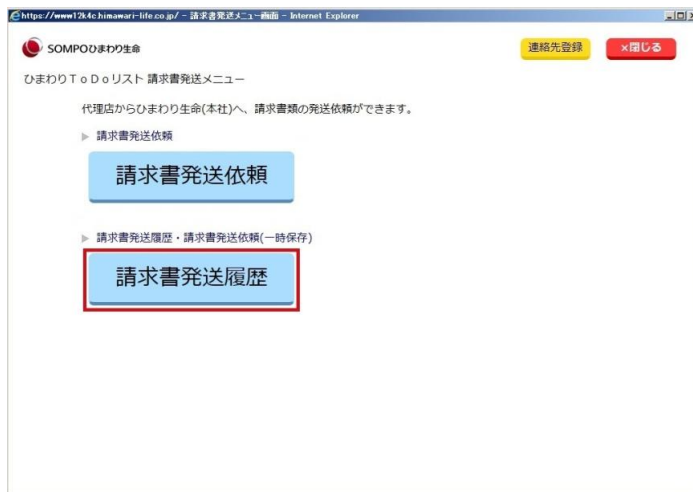 https://www12k4c.himawari-life.co.jp/ - 請求書発送メニュー画面 - Internet Explorer
SOMPOひまわり生命
連絡先登録
×閉じる
ひまわりToDoリスト 請求書発送メニュー
代理店からひまわり生命(本社)へ、請求書類の発送依頼ができます。
請求書発送依頼
請求書発送依頼
請求書発送履歴・請求書発送依頼(一時保存)
請求書発送履歴